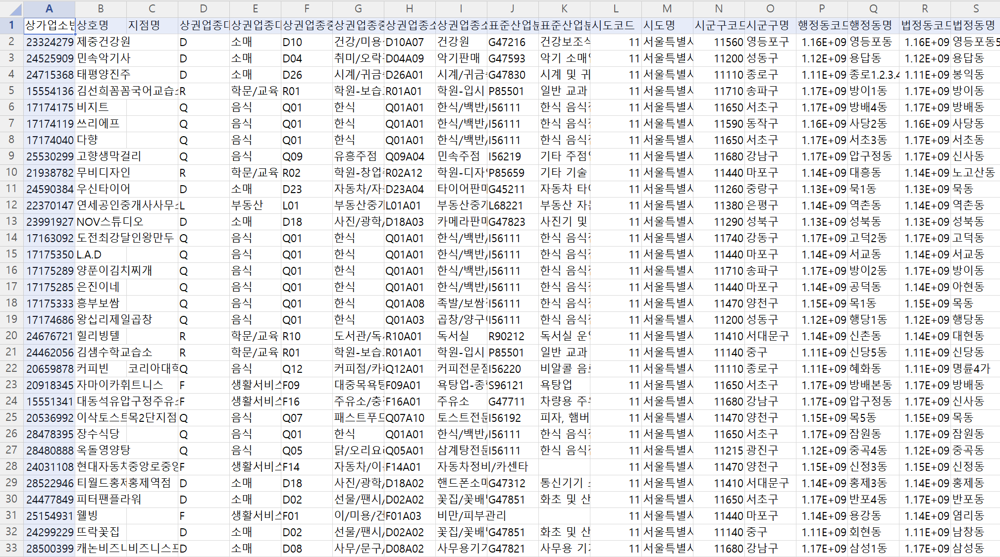 A B C D E F G H I J K L M N O P Q R S
1 상가업소번 상호명 지점명 상권업종대 상권업종대 상권업종중 상권업종중 상권업종소 상권업종소 표준산업분 표준산업분 시도코드 시도명 시군구코드 시군구명 행정동코드 행정동명 법정동코드 법정동명
2 23324279 제중건강원 D 소매 D10 건강/미용 D10A07 건강원 G47216 건강보조식 11 서울특별시 11560 영등포구 1.16E+09 영등포동 1.16E+09 영등포동5
3 24525909 민속악기사 D 소매 D04 취미/오락 D04A09 악기판매 G47593 악기 소매업 11 서울특별시 11200 성동구 1.12E+09 용답동 1.12E+09 용답동
4 24715368 태평양진주 D 소매 D26 시계/귀금속 D26A01 시계/귀금속 G47830 시계 및 귀 11 서울특별시 11110 종로구 1.11E+09 종로1.2.3.4 1.11E+09 봉익동
5 15554136 김선희꼼꼼국어교습소 R 학문/교육 R01 학원-보습 R01A01 학원-입시 P85501 일반 교과 11 서울특별시 11710 송파구 1.17E+09 방이1동 1.17E+09 방이동
6 17174175 비지트 Q 음식 Q01 한식 Q01A01 한식/백반/ I56111 한식 음식점 11 서울특별시 11650 서초구 1.17E+09 방배4동 1.17E+09 방배동
7 17174119 쓰리에프 Q 음식 Q01 한식 Q01A01 한식/백반/ I56111 한식 음식점 11 서울특별시 11590 동작구 1.16E+09 사당2동 1.16E+09 사당동
8 17174040 다향 Q 음식 Q01 한식 Q01A01 한식/백반/ I56111 한식 음식점 11 서울특별시 11650 서초구 1.17E+09 서초3동 1.17E+09 서초동
9 25530299 고향생막걸리 Q 음식 Q09 유흥주점 Q09A04 민속주점 I56219 기타 주점업 11 서울특별시 11680 강남구 1.17E+09 압구정동 1.17E+09 신사동
10 21938782 무비디자인 R 학문/교육 R02 학원-창업 R02A12 학원-디자인 P85659 기타 기술 11 서울특별시 11440 마포구 1.14E+09 대흥동 1.14E+09 노고산동
11 24590384 우신타이어 D 소매 D23 자동차/자 D23A04 타이어판매 G45211 자동차 타이 11 서울특별시 11260 중랑구 1.13E+09 묵1동 1.13E+09 묵동
12 22370147 연세공인중개사사무소 L 부동산 L01 부동산중개 L01A01 부동산중개 L68221 부동산 자문 11 서울특별시 11380 은평구 1.14E+09 역촌동 1.14E+09 역촌동
13 23991927 NOV스튜디오 D 소매 D18 사진/광학/ D18A03 카메라판매 G47823 사진기 및 11 서울특별시 11290 성북구 1.13E+09 성북동 1.13E+09 성북동
14 17163092 도전최강달인왕만두 Q 음식 Q01 한식 Q01A01 한식/백반/ I56111 한식 음식점 11 서울특별시 11740 강동구 1.17E+09 고덕2동 1.17E+09 고덕동
15 17175350 L.A.D Q 음식 Q01 한식 Q01A01 한식/백반/ I56111 한식 음식점 11 서울특별시 11440 마포구 1.14E+09 서교동 1.14E+09 서교동
16 17175289 양푼이김치찌개 Q 음식 Q01 한식 Q01A01 한식/백반/ I56111 한식 음식점 11 서울특별시 11710 송파구 1.17E+09 방이2동 1.17E+09 방이동
17 17175285 은진이네 Q 음식 Q01 한식 Q01A01 한식/백반/ I56111 한식 음식점 11 서울특별시 11440 마포구 1.14E+09 공덕동 1.14E+09 아현동
18 17175333 흥부보쌈 Q 음식 Q01 한식 Q01A08 족발/보쌈 I56111 한식 음식점 11 서울특별시 11470 양천구 1.15E+09 목1동 1.15E+09 목동
19 17174686 왕십리제일곱창 Q 음식 Q01 한식 Q01A03 곱창/양구이 I56111 한식 음식점 11 서울특별시 11200 성동구 1.12E+09 행당1동 1.12E+09 행당동
20 24676721 힐리빙텔 R 학문/교육 R10 도서관/독서 R10A01 독서실 R90212 독서실 운영 11 서울특별시 11410 서대문구 1.14E+09 신촌동 1.14E+09 대현동
21 24462056 김샘수학교습소 R 학문/교육 R01 학원-보습 R01A01 학원-입시 P85501 일반 교과 11 서울특별시 11140 중구 1.11E+09 신당5동 1.11E+09 신당동
22 20659878 커피빈 코리아대학 Q 음식 Q12 커피점/카페 Q12A01 커피전문점 I56220 비알콜 음료 11 서울특별시 11110 종로구 1.11E+09 혜화동 1.11E+09 명륜4가
23 20918345 자마이카휘트니스 F 생활서비스 F09 대중목욕탕 F09A01 욕탕업-종합 S96121 욕탕업 11 서울특별시 11650 서초구 1.17E+09 방배본동 1.17E+09 방배동
24 15551341 대동석유압구정주유소 F 생활서비스 F16 주유소/충전 F16A01 주유소 G47711 차량용 주유 11 서울특별시 11680 강남구 1.17E+09 압구정동 1.17E+09 신사동
25 20536992 이삭토스트 목2단지점 Q 음식 Q07 패스트푸드 Q07A10 토스트전문 I56192 피자, 햄버 11 서울특별시 11470 양천구 1.15E+09 목5동 1.15E+09 목동
26 28478395 장수식당 Q 음식 Q01 한식 Q01A01 한식/백반/ I56111 한식 음식점 11 서울특별시 11650 서초구 1.17E+09 잠원동 1.17E+09 잠원동
27 28480888 옥돌영양탕 Q 음식 Q05 닭/오리요리 Q05A01 삼계탕전문 I56111 한식 음식점 11 서울특별시 11215 광진구 1.12E+09 중곡4동 1.12E+09 중곡동
28 24031108 현대자동차 중앙로중앙 F 생활서비스 F14 자동차/이륜 F14A01 자동차정비/카센타 11 서울특별시 11470 양천구 1.15E+09 신정3동 1.15E+09 신정동
29 28522946 티월드홍제 홍제역점 D 소매 D18 사진/광학/ D18A02 핸드폰소매 G47312 통신기기 소 11 서울특별시 11410 서대문구 1.14E+09 홍제3동 1.14E+09 홍제동
30 24477849 피터팬플라워 D 소매 D02 선물/팬시/ D02A02 꽃집/꽃배달 G47851 화초 및 산 11 서울특별시 11650 서초구 1.17E+09 반포4동 1.17E+09 반포동
31 25154931 웰빙 F 생활서비스 F01 이/미용/건 F01A03 비만/피부관리 11 서울특별시 11440 마포구 1.14E+09 용강동 1.14E+09 염리동
32 24299229 뜨락꽃집 D 소매 D02 선물/팬시/ D02A02 꽃집/꽃배달 G47851 화초 및 산 11 서울특별시 11140 중구 1.11E+09 회현동 1.11E+09 남창동
33 28500399 캐논비즈니 비즈니스프 D 소매 D08 사무/문구/ D08A02 사무용기기 G47821 사무용 기기 11 서울특별시 11680 강남구 1.17E+09 삼성1동 1.17E+09 삼성동